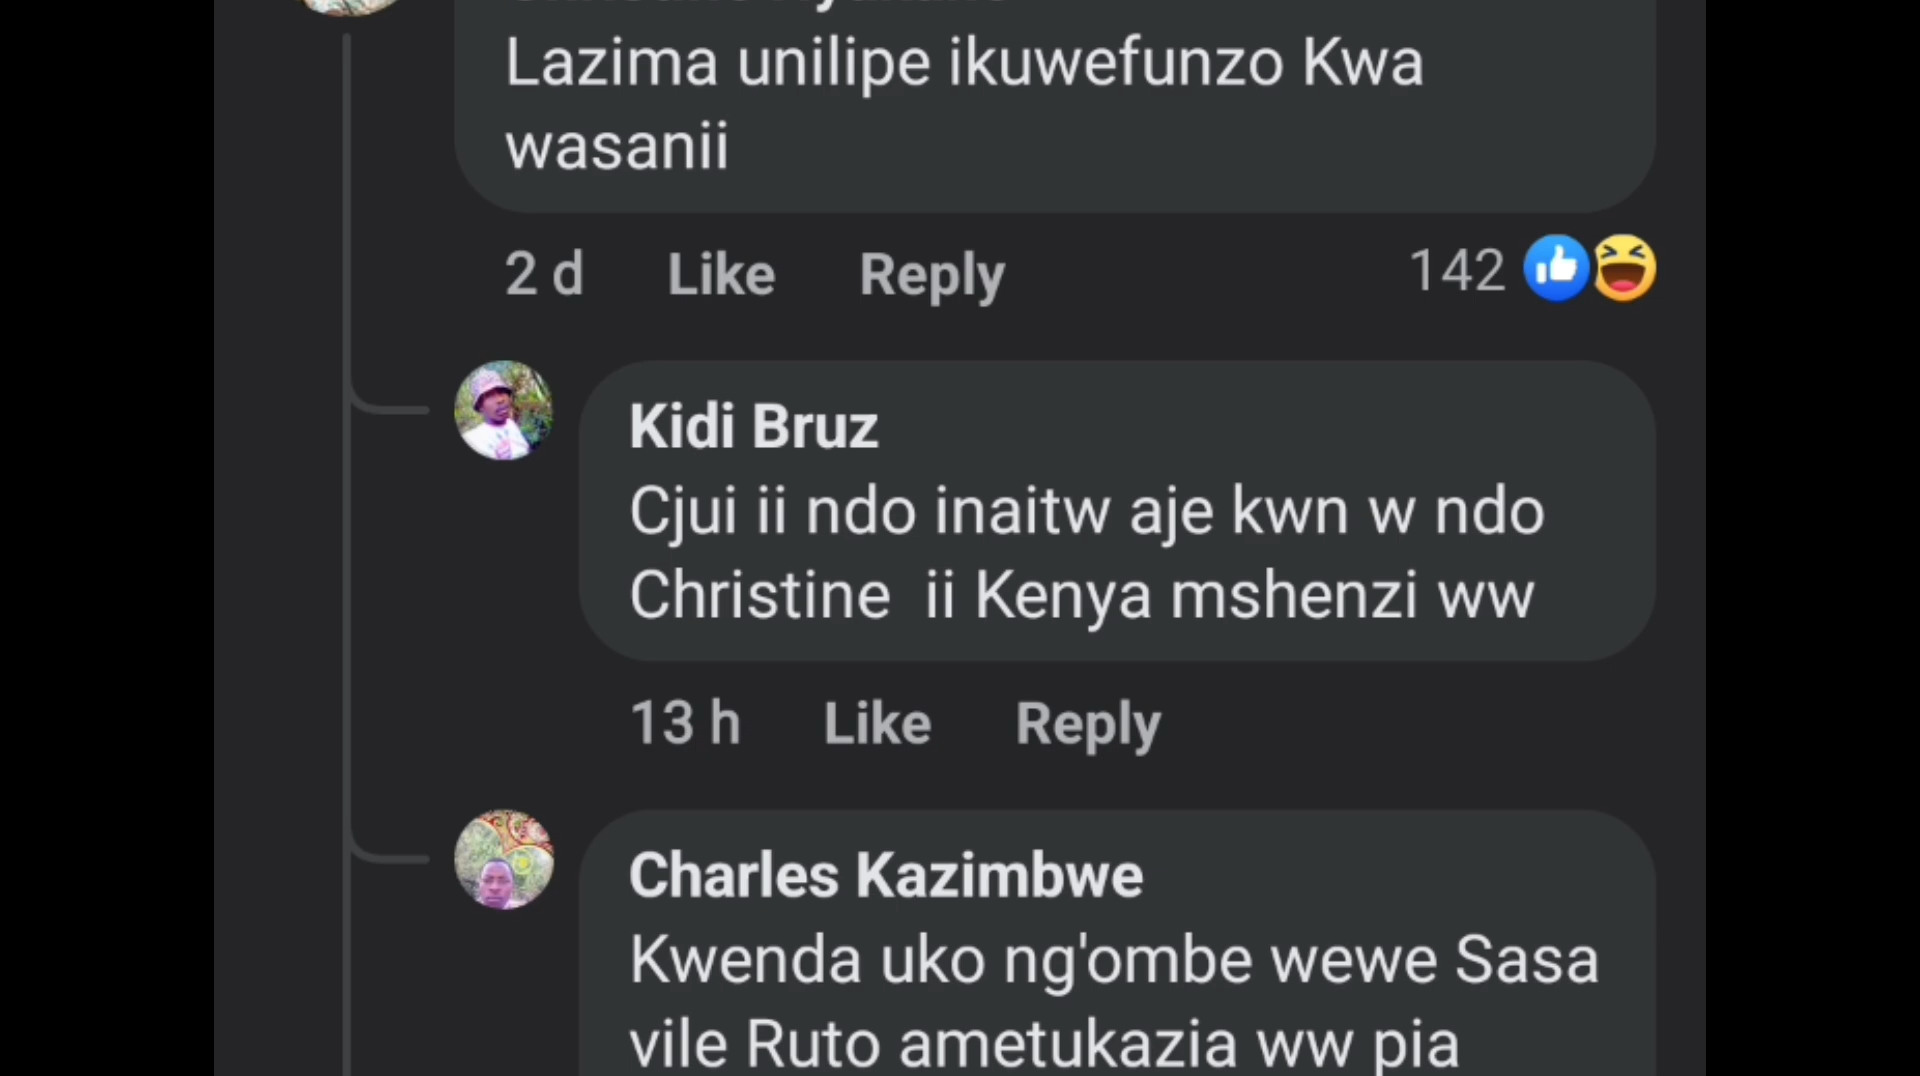 Lazima unilipe ikuwefunzo Kwa
wasanii
2 d Like Reply 142
Kidi Bruz
Cjui ii ndo inaitw aje kwn w ndo
Christine ii Kenya mshenzi ww
13 h Like Reply
Charles Kazimbwe
Kwenda uko ng'ombe wewe Sasa
vile Ruto ametukazia ww pia